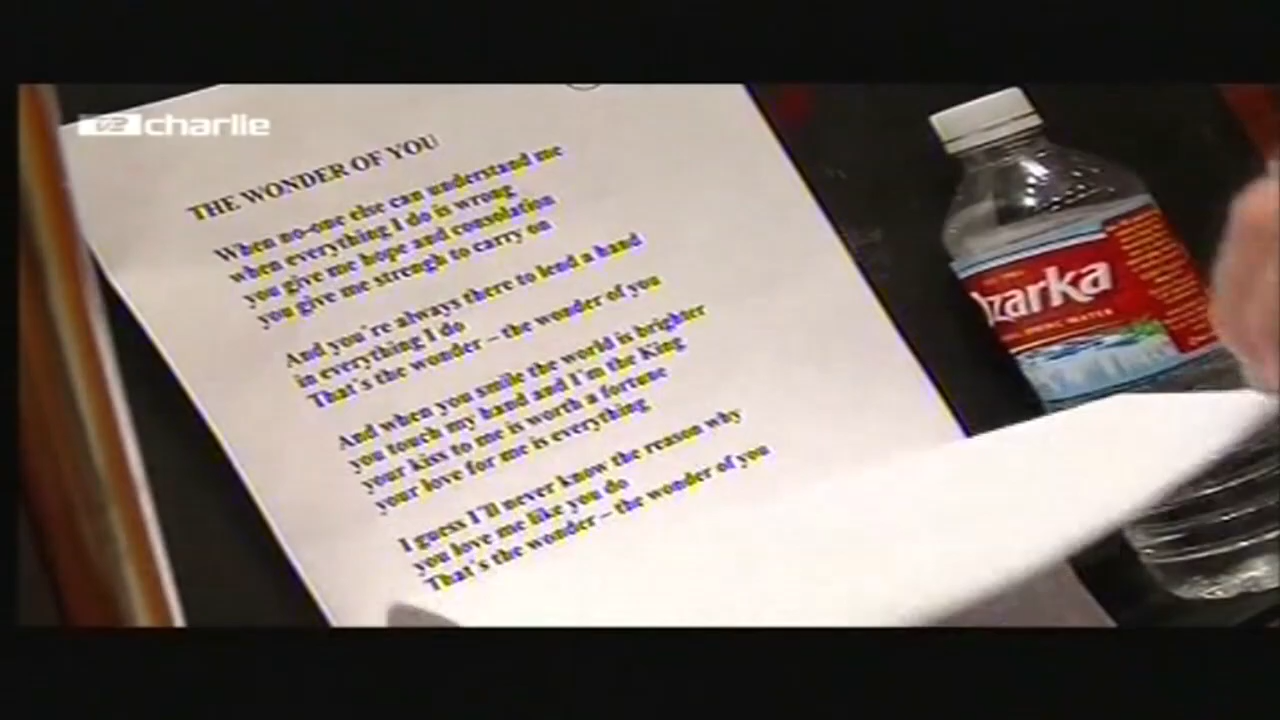 TV2 charlie
THE WONDER OF YOU
When no-one else can understand me
when everything I do is wrong
you give me hope and consolation
you give me strengh to carry on
And you're always there to lend a hand
in everything I do
That's the wonder – the wonder of you
And when you smile the world is brighter
you touch my hand and I'm the King
your kiss to me is worth a fortune
your love for me is everything
I guess I'll never know the reason why
you love me like you do
That's the wonder – the wonder of you
Ozarka
SPRING WATER